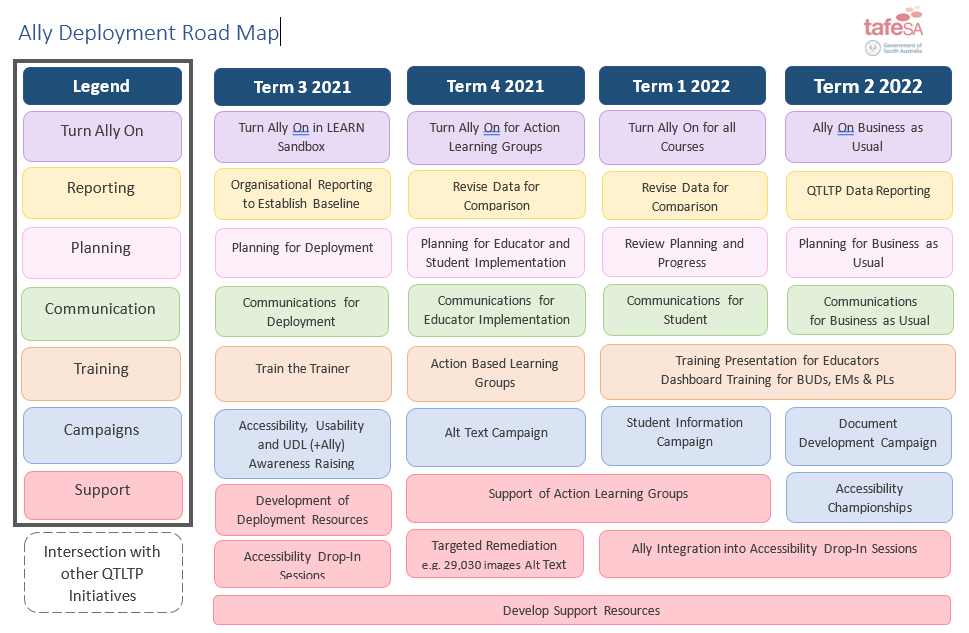 Ally Deployment Road Map
tafeSA
Government of
South Australia
Legend
Turn Ally On
Reporting
Planning
Communication
Training
Campaigns
Support
Intersection with
other QTLTP
Initiatives
Term 3 2021
Term 4 2021
Term 1 2022
Term 2 2022
Turn Ally On in LEARN
Sandbox
Turn Ally On for Action
Learning Groups
Turn Ally On for all
Courses
Ally On Business as
Usual
Organisational Reporting
to Establish Baseline
Revise Data for
Comparison
Revise Data for
Comparison
QTLTP Data Reporting
Planning for Deployment
Planning for Educator and
Student Implementation
Review Planning and
Progress
Planning for Business as
Usual
Communications for
Deployment
Communications for
Educator Implementation
Communications for
Student
Communications
for Business as Usual
Train the Trainer
Action Based Learning
Groups
Training Presentation for Educators
Dashboard Training for BUDs, EMs & PLs
Accessibility, Usability
and UDL (+Ally)
Awareness Raising
Alt Text Campaign
Student Information
Campaign
Document
Development Campaign
Development of
Deployment Resources
Support of Action Learning Groups
Accessibility
Championships
Accessibility Drop-In
Sessions
Targeted Remediation
e.g. 29,030 images Alt Text
Ally Integration into Accessibility Drop-In Sessions
Develop Support Resources